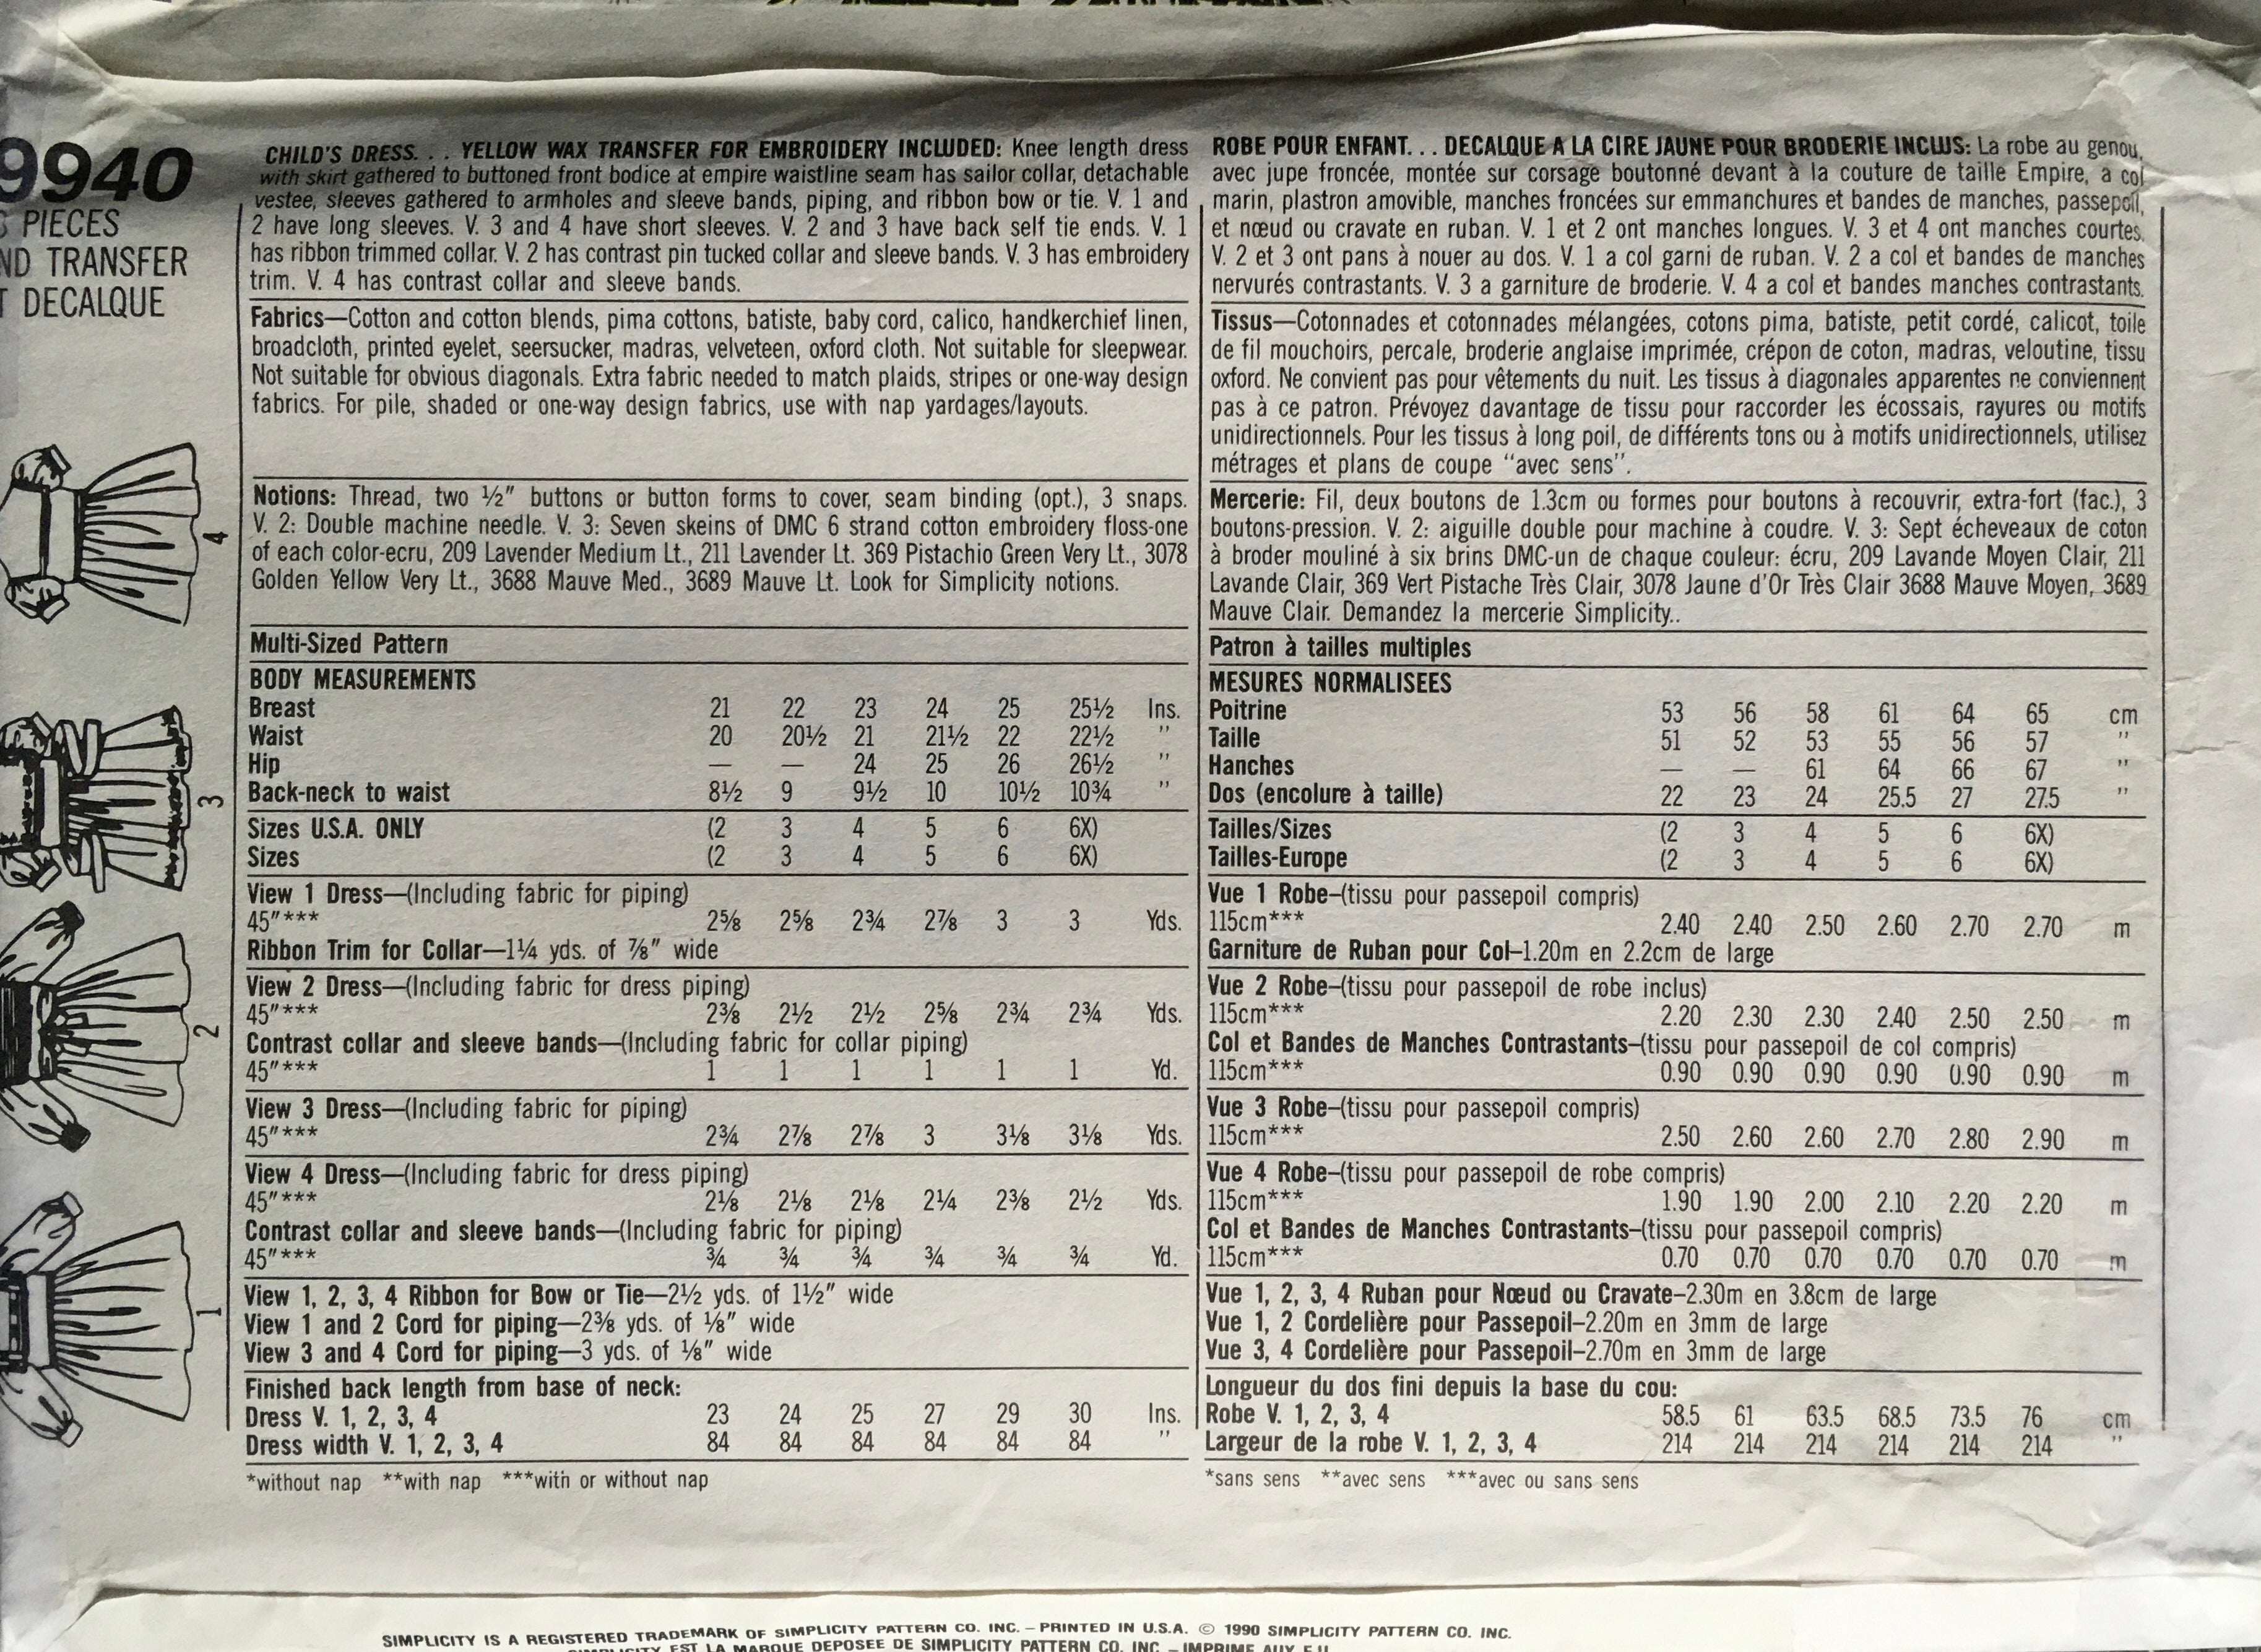 9940
PIECES
ND TRANSFER
T DECALQUE
4
3
2
1
CHILD'S DRESS. . . YELLOW WAX TRANSFER FOR EMBROIDERY INCLUDED: Knee length dress
with skirt gathered to buttoned front bodice at empire waistline seam has sailor collar, detachable
vestee, sleeves gathered to armholes and sleeve bands, piping, and ribbon bow or tie. V. 1 and
2 have long sleeves. V. 3 and 4 have short sleeves. V. 2 and 3 have back self tie ends. V. 1
has ribbon trimmed collar. V. 2 has contrast pin tucked collar and sleeve bands. V. 3 has embroidery
trim. V. 4 has contrast collar and sleeve bands.
Fabrics—Cotton and cotton blends, pima cottons, batiste, baby cord, calico, handkerchief linen,
broadcloth, printed eyelet, seersucker, madras, velveteen, oxford cloth. Not suitable for sleepwear.
Not suitable for obvious diagonals. Extra fabric needed to match plaids, stripes or one-way design
fabrics. For pile, shaded or one-way design fabrics, use with nap yardages/layouts.
Notions: Thread, two ½" buttons or button forms to cover, seam binding (opt.), 3 snaps.
V. 2: Double machine needle. V. 3: Seven skeins of DMC 6 strand cotton embroidery floss-one
of each color-ecru, 209 Lavender Medium Lt., 211 Lavender Lt. 369 Pistachio Green Very Lt., 3078
Golden Yellow Very Lt., 3688 Mauve Med., 3689 Mauve Lt. Look for Simplicity notions.
Multi-Sized Pattern
BODY MEASUREMENTS
Breast 21 22 23 24 25 25½ Ins.
Waist 20 20½ 21 21½ 22 22½ "
Hip — — 24 25 26 26½ "
Back-neck to waist 8½ 9 9½ 10 10½ 10¾ "
Sizes U.S.A. ONLY (2 3 4 5 6 6X)
Sizes (2 3 4 5 6 6X)
View 1 Dress—(Including fabric for piping)
45"*** 2⅝ 2⅝ 2¾ 2⅞ 3 3 Yds.
Ribbon Trim for Collar—1¼ yds. of ⅞" wide
View 2 Dress—(Including fabric for dress piping)
45"*** 2⅜ 2½ 2½ 2⅝ 2¾ 2¾ Yds.
Contrast collar and sleeve bands—(Including fabric for collar piping)
45"*** 1 1 1 1 1 1 Yd.
View 3 Dress—(Including fabric for piping)
45"*** 2¾ 2⅞ 2⅞ 3 3⅛ 3⅛ Yds.
View 4 Dress—(Including fabric for dress piping)
45"*** 2⅛ 2⅛ 2⅛ 2¼ 2⅜ 2½ Yds.
Contrast collar and sleeve bands—(Including fabric for piping)
45"*** ¾ ¾ ¾ ¾ ¾ ¾ Yd.
View 1, 2, 3, 4 Ribbon for Bow or Tie—2½ yds. of 1½" wide
View 1 and 2 Cord for piping—2⅜ yds. of ⅛" wide
View 3 and 4 Cord for piping—3 yds. of ⅛" wide
Finished back length from base of neck:
Dress V. 1, 2, 3, 4 23 24 25 27 29 30 Ins.
Dress width V. 1, 2, 3, 4 84 84 84 84 84 84 "
*without nap **with nap ***with or without nap
ROBE POUR ENFANT. . . DECALQUE A LA CIRE JAUNE POUR BRODERIE INCLUS: La robe au genou,
avec jupe froncée, montée sur corsage boutonné devant à la couture de taille Empire, a col
marin, plastron amovible, manches froncées sur emmanchures et bandes de manches, passepoil,
et nœud ou cravate en ruban. V. 1 et 2 ont manches longues. V. 3 et 4 ont manches courtes.
V. 2 et 3 ont pans à nouer au dos. V. 1 a col garni de ruban. V. 2 a col et bandes de manches
nervurés contrastants. V. 3 a garniture de broderie. V. 4 a col et bandes manches contrastants.
Tissus—Cotonnades et cotonnades mélangées, cotons pima, batiste, petit cordé, calicot, toile
de fil mouchoirs, percale, broderie anglaise imprimée, crépon de coton, madras, veloutine, tissu
oxford. Ne convient pas pour vêtements du nuit. Les tissus à diagonales apparentes ne conviennent
pas à ce patron. Prévoyez davantage de tissu pour raccorder les écossais, rayures ou motifs
unidirectionnels. Pour les tissus à long poil, de différents tons ou à motifs unidirectionnels, utilisez
métrages et plans de coupe "avec sens".
Mercerie: Fil, deux boutons de 1.3cm ou formes pour boutons à recouvrir, extra-fort (fac.), 3
boutons-pression. V. 2: aiguille double pour machine à coudre. V. 3: Sept écheveaux de coton
à broder mouliné à six brins DMC-un de chaque couleur: écru, 209 Lavande Moyen Clair, 211
Lavande Clair, 369 Vert Pistache Très Clair, 3078 Jaune d'Or Très Clair 3688 Mauve Moyen, 3689
Mauve Clair. Demandez la mercerie Simplicity..
Patron à tailles multiples
MESURES NORMALISEES
Poitrine 53 56 58 61 64 65 cm
Taille 51 52 53 55 56 57 "
Hanches — — 61 64 66 67 "
Dos (encolure à taille) 22 23 24 25.5 27 27.5 "
Tailles/Sizes (2 3 4 5 6 6X)
Tailles-Europe (2 3 4 5 6 6X)
Vue 1 Robe—(tissu pour passepoil compris)
115cm*** 2.40 2.40 2.50 2.60 2.70 2.70 m
Garniture de Ruban pour Col—1.20m en 2.2cm de large
Vue 2 Robe—(tissu pour passepoil de robe inclus)
115cm*** 2.20 2.30 2.30 2.40 2.50 2.50 m
Col et Bandes de Manches Contrastants—(tissu pour passepoil de col compris)
115cm*** 0.90 0.90 0.90 0.90 0.90 0.90 m
Vue 3 Robe—(tissu pour passepoil compris)
115cm*** 2.50 2.60 2.60 2.70 2.80 2.90 m
Vue 4 Robe—(tissu pour passepoil de robe compris)
115cm*** 1.90 1.90 2.00 2.10 2.20 2.20 m
Col et Bandes de Manches Contrastants—(tissu pour passepoil compris)
115cm*** 0.70 0.70 0.70 0.70 0.70 0.70 m
Vue 1, 2, 3, 4 Ruban pour Nœud ou Cravate—2.30m en 3.8cm de large
Vue 1, 2 Cordelière pour Passepoil—2.20m en 3mm de large
Vue 3, 4 Cordelière pour Passepoil—2.70m en 3mm de large
Longueur du dos fini depuis la base du cou:
Robe V. 1, 2, 3, 4 58.5 61 63.5 68.5 73.5 76 cm
Largeur de la robe V. 1, 2, 3, 4 214 214 214 214 214 214 "
*sans sens **avec sens ***avec ou sans sens
SIMPLICITY IS A REGISTERED TRADEMARK OF SIMPLICITY PATTERN CO. INC. – PRINTED IN U.S.A. © 1990 SIMPLICITY PATTERN CO. INC.
SIMPLICITY EST LA MARQUE DEPOSEE DE SIMPLICITY PATTERN CO. INC – IMPRIME AUX E.U.